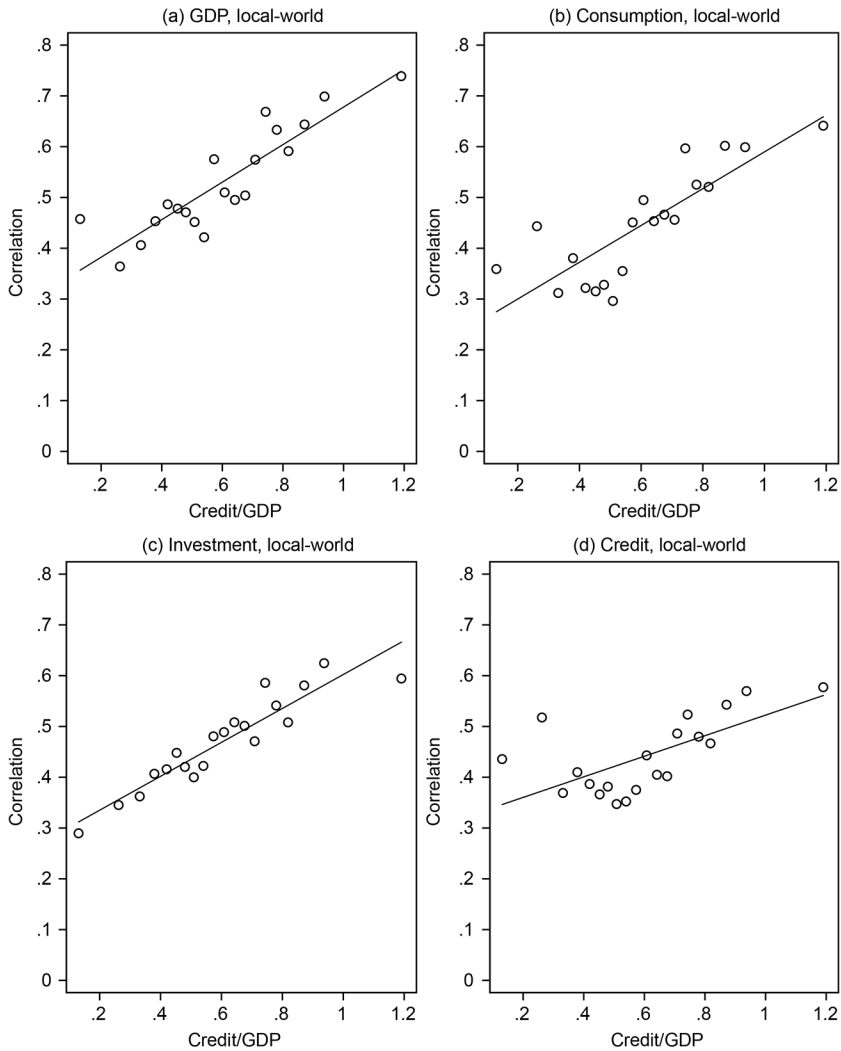 (a) GDP, local-world
.8
.7
.6
.5
.4
.3
.2
.1
0
Correlation
.2 .4 .6 .8 1 1.2
Credit/GDP
(b) Consumption, local-world
.8
.7
.6
.5
.4
.3
.2
.1
0
Correlation
.2 .4 .6 .8 1 1.2
Credit/GDP
(c) Investment, local-world
.8
.7
.6
.5
.4
.3
.2
.1
0
Correlation
.2 .4 .6 .8 1 1.2
Credit/GDP
(d) Credit, local-world
.8
.7
.6
.5
.4
.3
.2
.1
0
Correlation
.2 .4 .6 .8 1 1.2
Credit/GDP